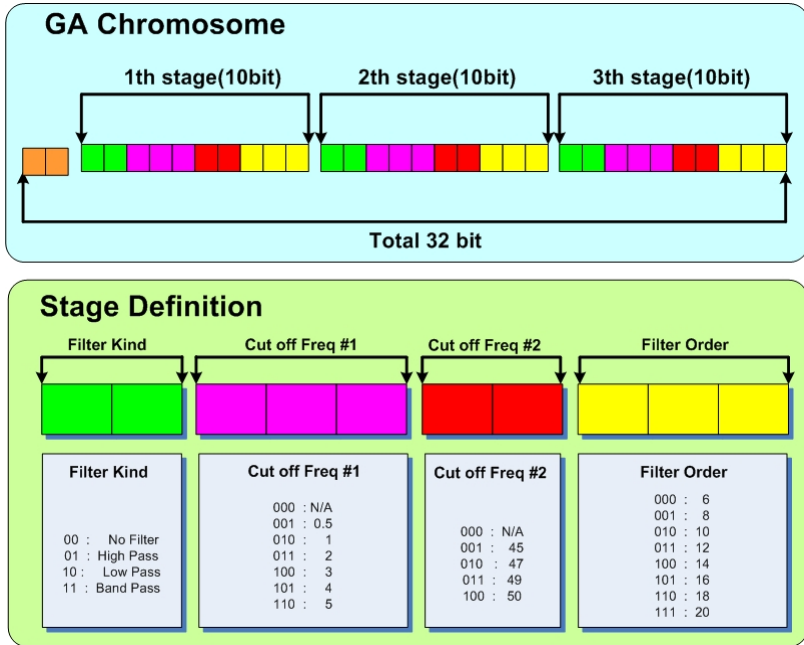 GA Chromosome
1th stage(10bit)
2th stage(10bit)
3th stage(10bit)
Total 32 bit
Stage Definition
Filter Kind
Cut off Freq #1
Cut off Freq #2
Filter Order
Filter Kind
00 : No Filter
01 : High Pass
10 : Low Pass
11 : Band Pass
Cut off Freq #1
000 : N/A
001 : 0.5
010 : 1
011 : 2
100 : 3
101 : 4
110 : 5
Cut off Freq #2
000 : N/A
001 : 45
010 : 47
011 : 49
100 : 50
Filter Order
000 : 6
001 : 8
010 : 10
011 : 12
100 : 14
101 : 16
110 : 18
111 : 20